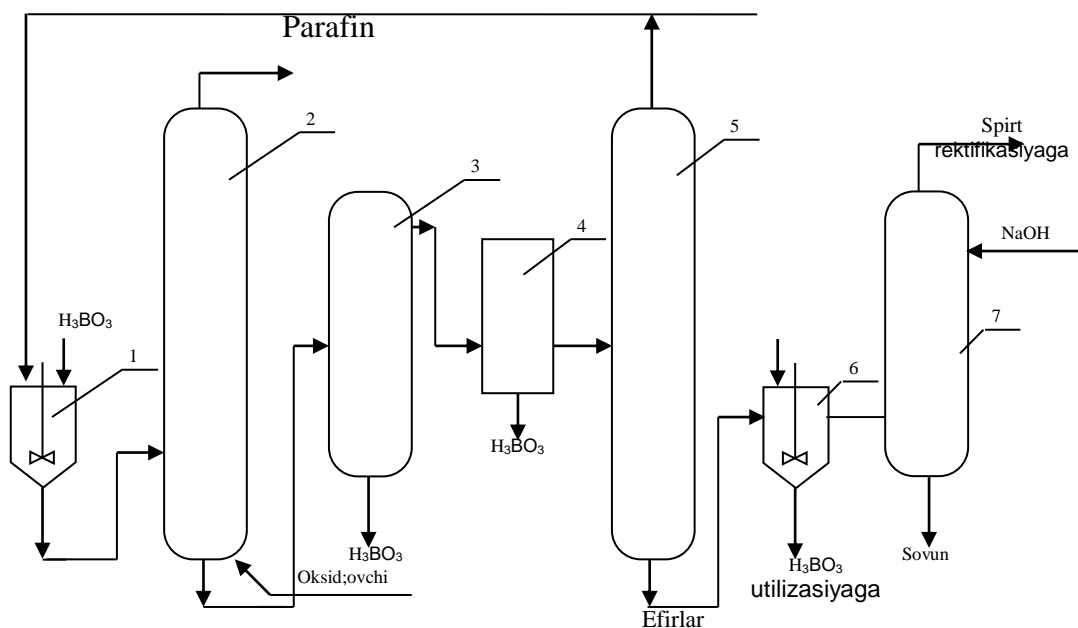 Parafin
2
5
Spirt
rektifikasiyaga
3
4
NaOH
H₃BO₃
1
7
6
H₃BO₃
H₃BO₃
Oksid;ovchi
Sovun
H₃BO₃
utilizasiyaga
Efirlar